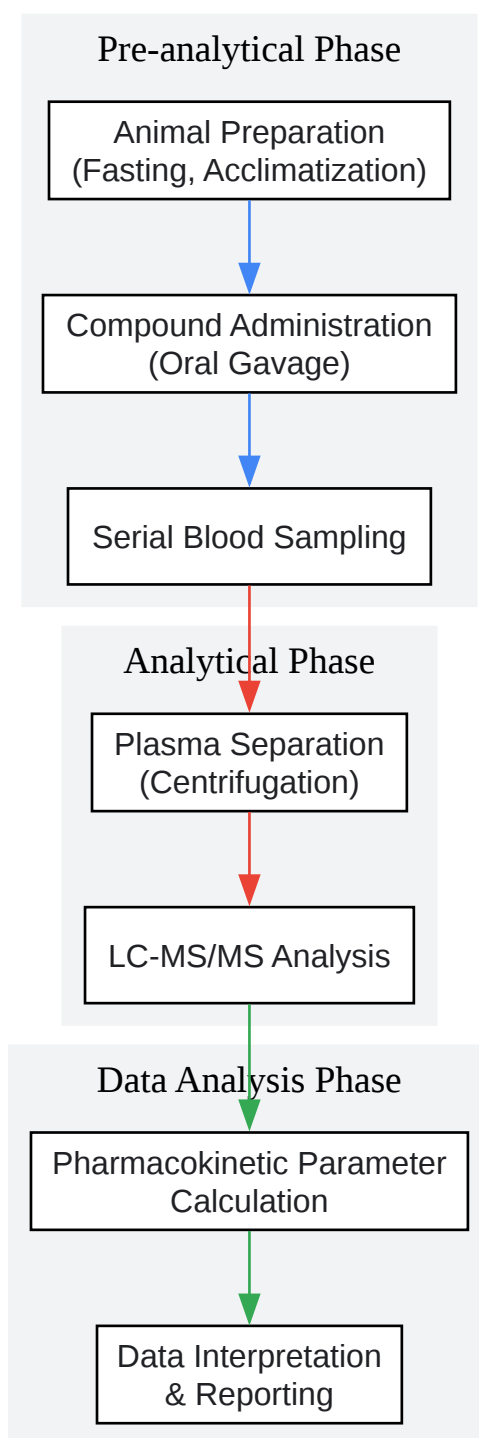 Pre-analytical Phase
Animal Preparation
(Fasting, Acclimatization)
Compound Administration
(Oral Gavage)
Serial Blood Sampling
Analytical Phase
Plasma Separation
(Centrifugation)
LC-MS/MS Analysis
Data Analysis Phase
Pharmacokinetic Parameter
Calculation
Data Interpretation
& Reporting